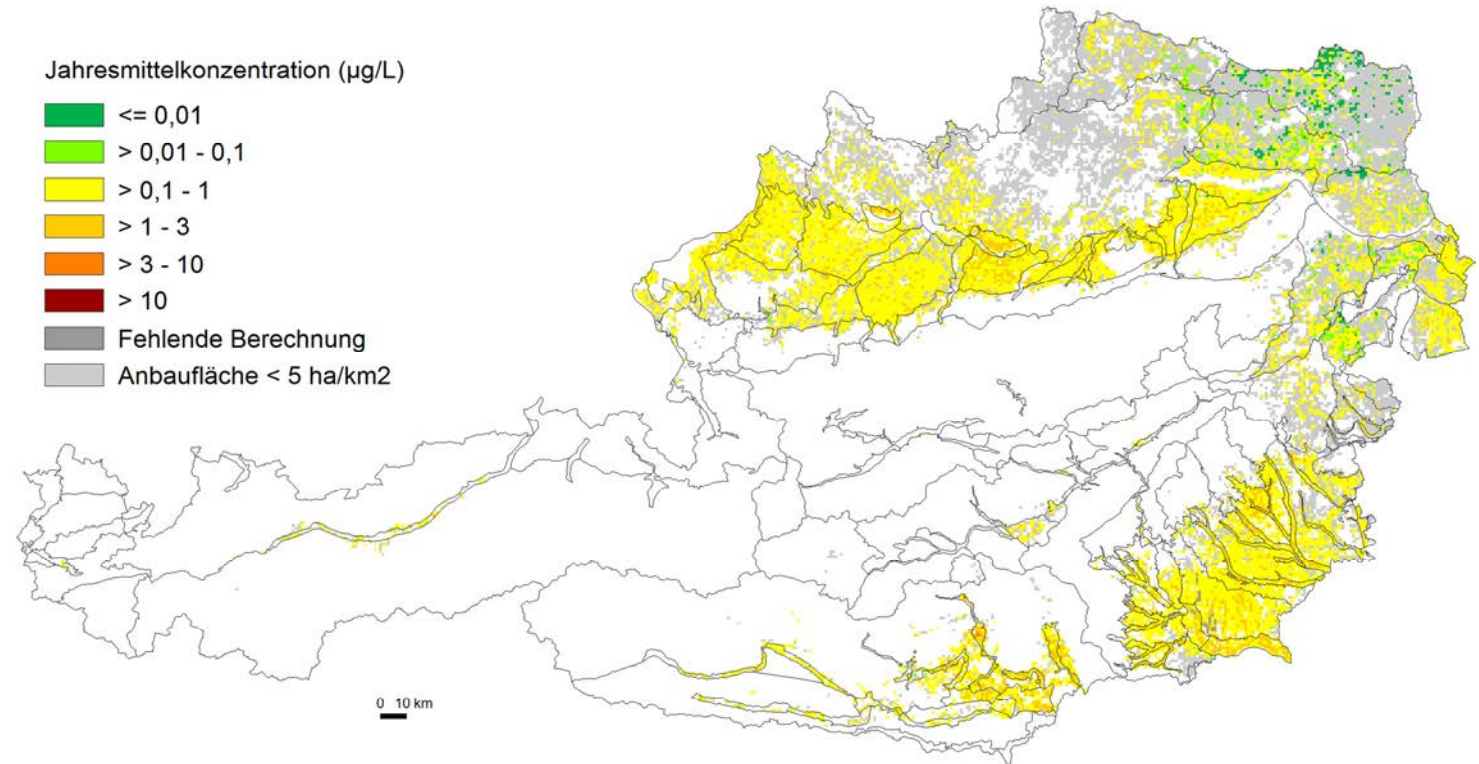 Jahresmittelkonzentration (µg/L)
<= 0,01
> 0,01 - 0,1
> 0,1 - 1
> 1 - 3
> 3 - 10
> 10
Fehlende Berechnung
Anbaufläche < 5 ha/km2
0 10 km